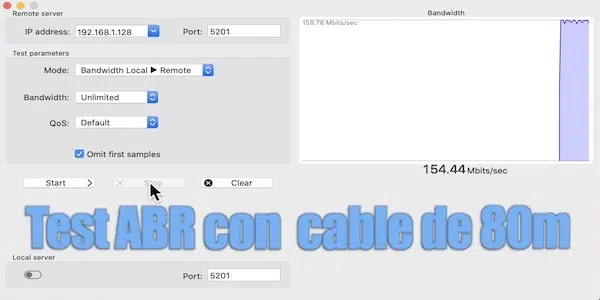 Remote server
IP address: 192.168.1.128 Port: 5201
Test parameters
Mode: Bandwidth Local ▶ Remote
Bandwidth: Unlimited
QoS: Default
Omit first samples
Start Stop Clear
Bandwidth
158.78 Mbits/sec
154.44 Mbits/sec
Test ABR con cable de 80m
Local server
Port: 5201